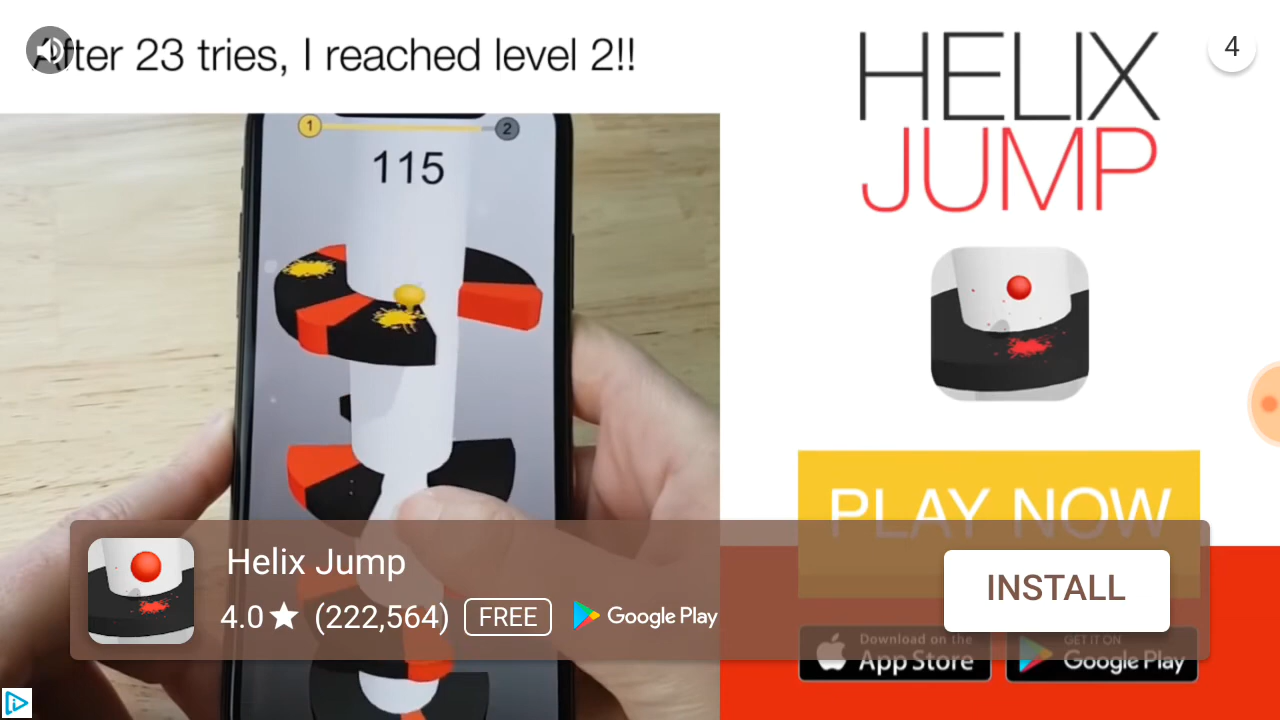 After 23 tries, I reached level 2!!
4
HELIX
JUMP
1
2
115
PLAY NOW
Helix Jump
4.0★ (222,564) FREE Google Play
INSTALL
Download on the
App Store
GET IT ON
Google Play